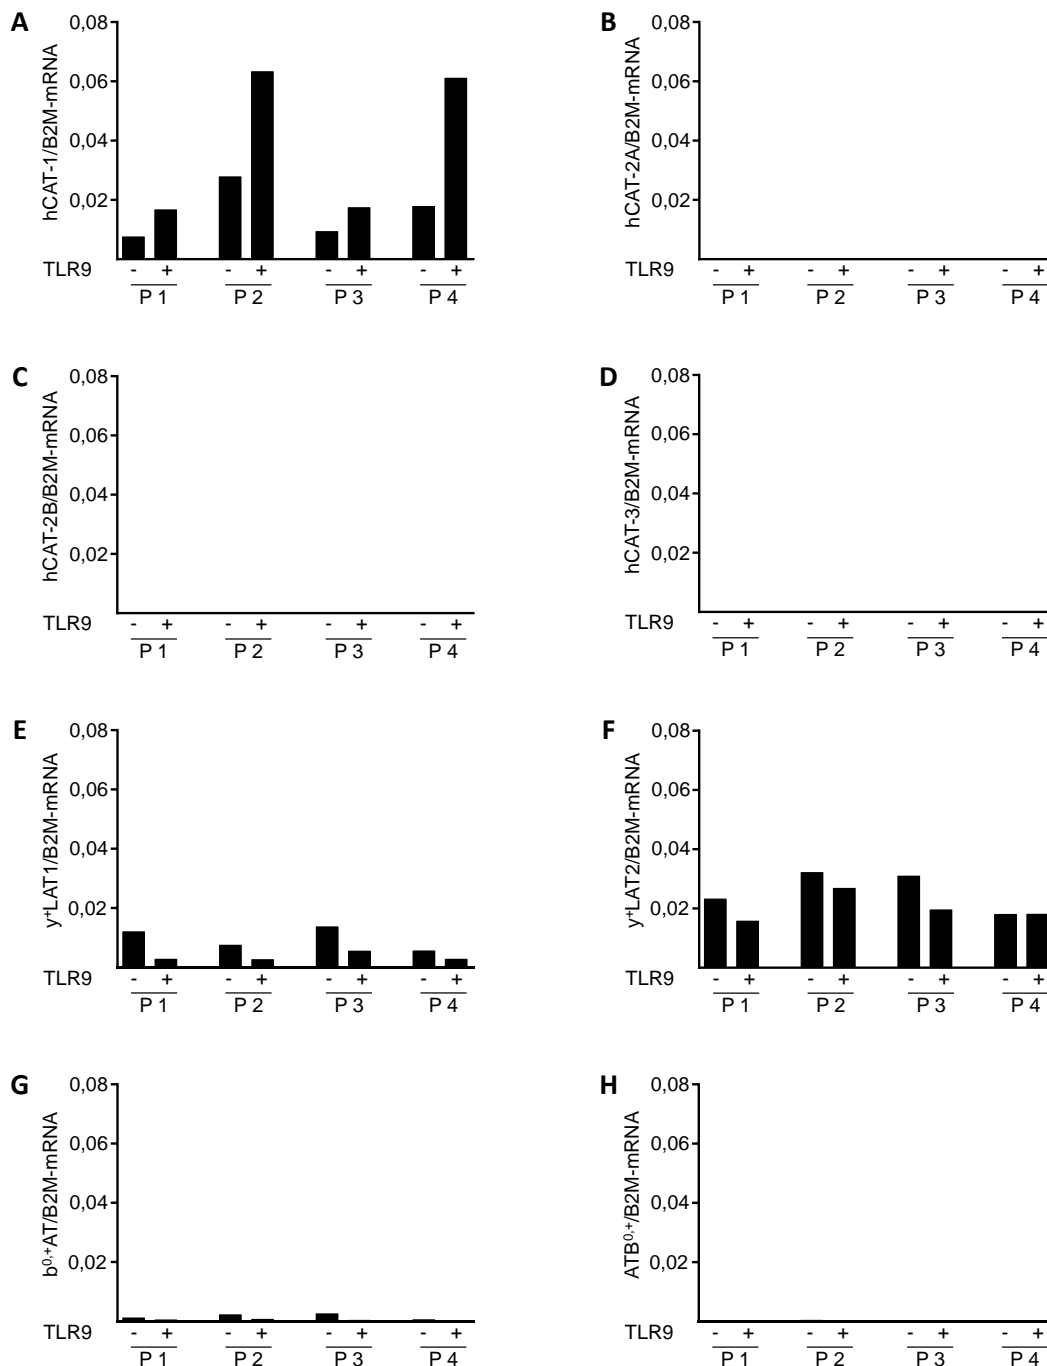 A
hCAT-1/B2M-mRNA
0,08
0,06
0,04
0,02
TLR9 - + - + - + - +
P 1 P 2 P 3 P 4
B
hCAT-2A/B2M-mRNA
0,08
0,06
0,04
0,02
- + - + - + - +
P 1 P 2 P 3 P 4
C
hCAT-2B/B2M-mRNA
0,08
0,06
0,04
0,02
TLR9 - + - + - + - +
P 1 P 2 P 3 P 4
D
hCAT-3/B2M-mRNA
0,08
0,06
0,04
0,02
- + - + - + - +
P 1 P 2 P 3 P 4
E
y⁺LAT1/B2M-mRNA
0,08
0,06
0,04
0,02
TLR9 - + - + - + - +
P 1 P 2 P 3 P 4
F
y⁺LAT2/B2M-mRNA
0,08
0,06
0,04
0,02
- + - + - + - +
P 1 P 2 P 3 P 4
G
b⁰,⁺AT/B2M-mRNA
0,08
0,06
0,04
0,02
TLR9 - + - + - + - +
P 1 P 2 P 3 P 4
H
ATB⁰,⁺/B2M-mRNA
0,08
0,06
0,04
0,02
- + - + - + - +
P 1 P 2 P 3 P 4